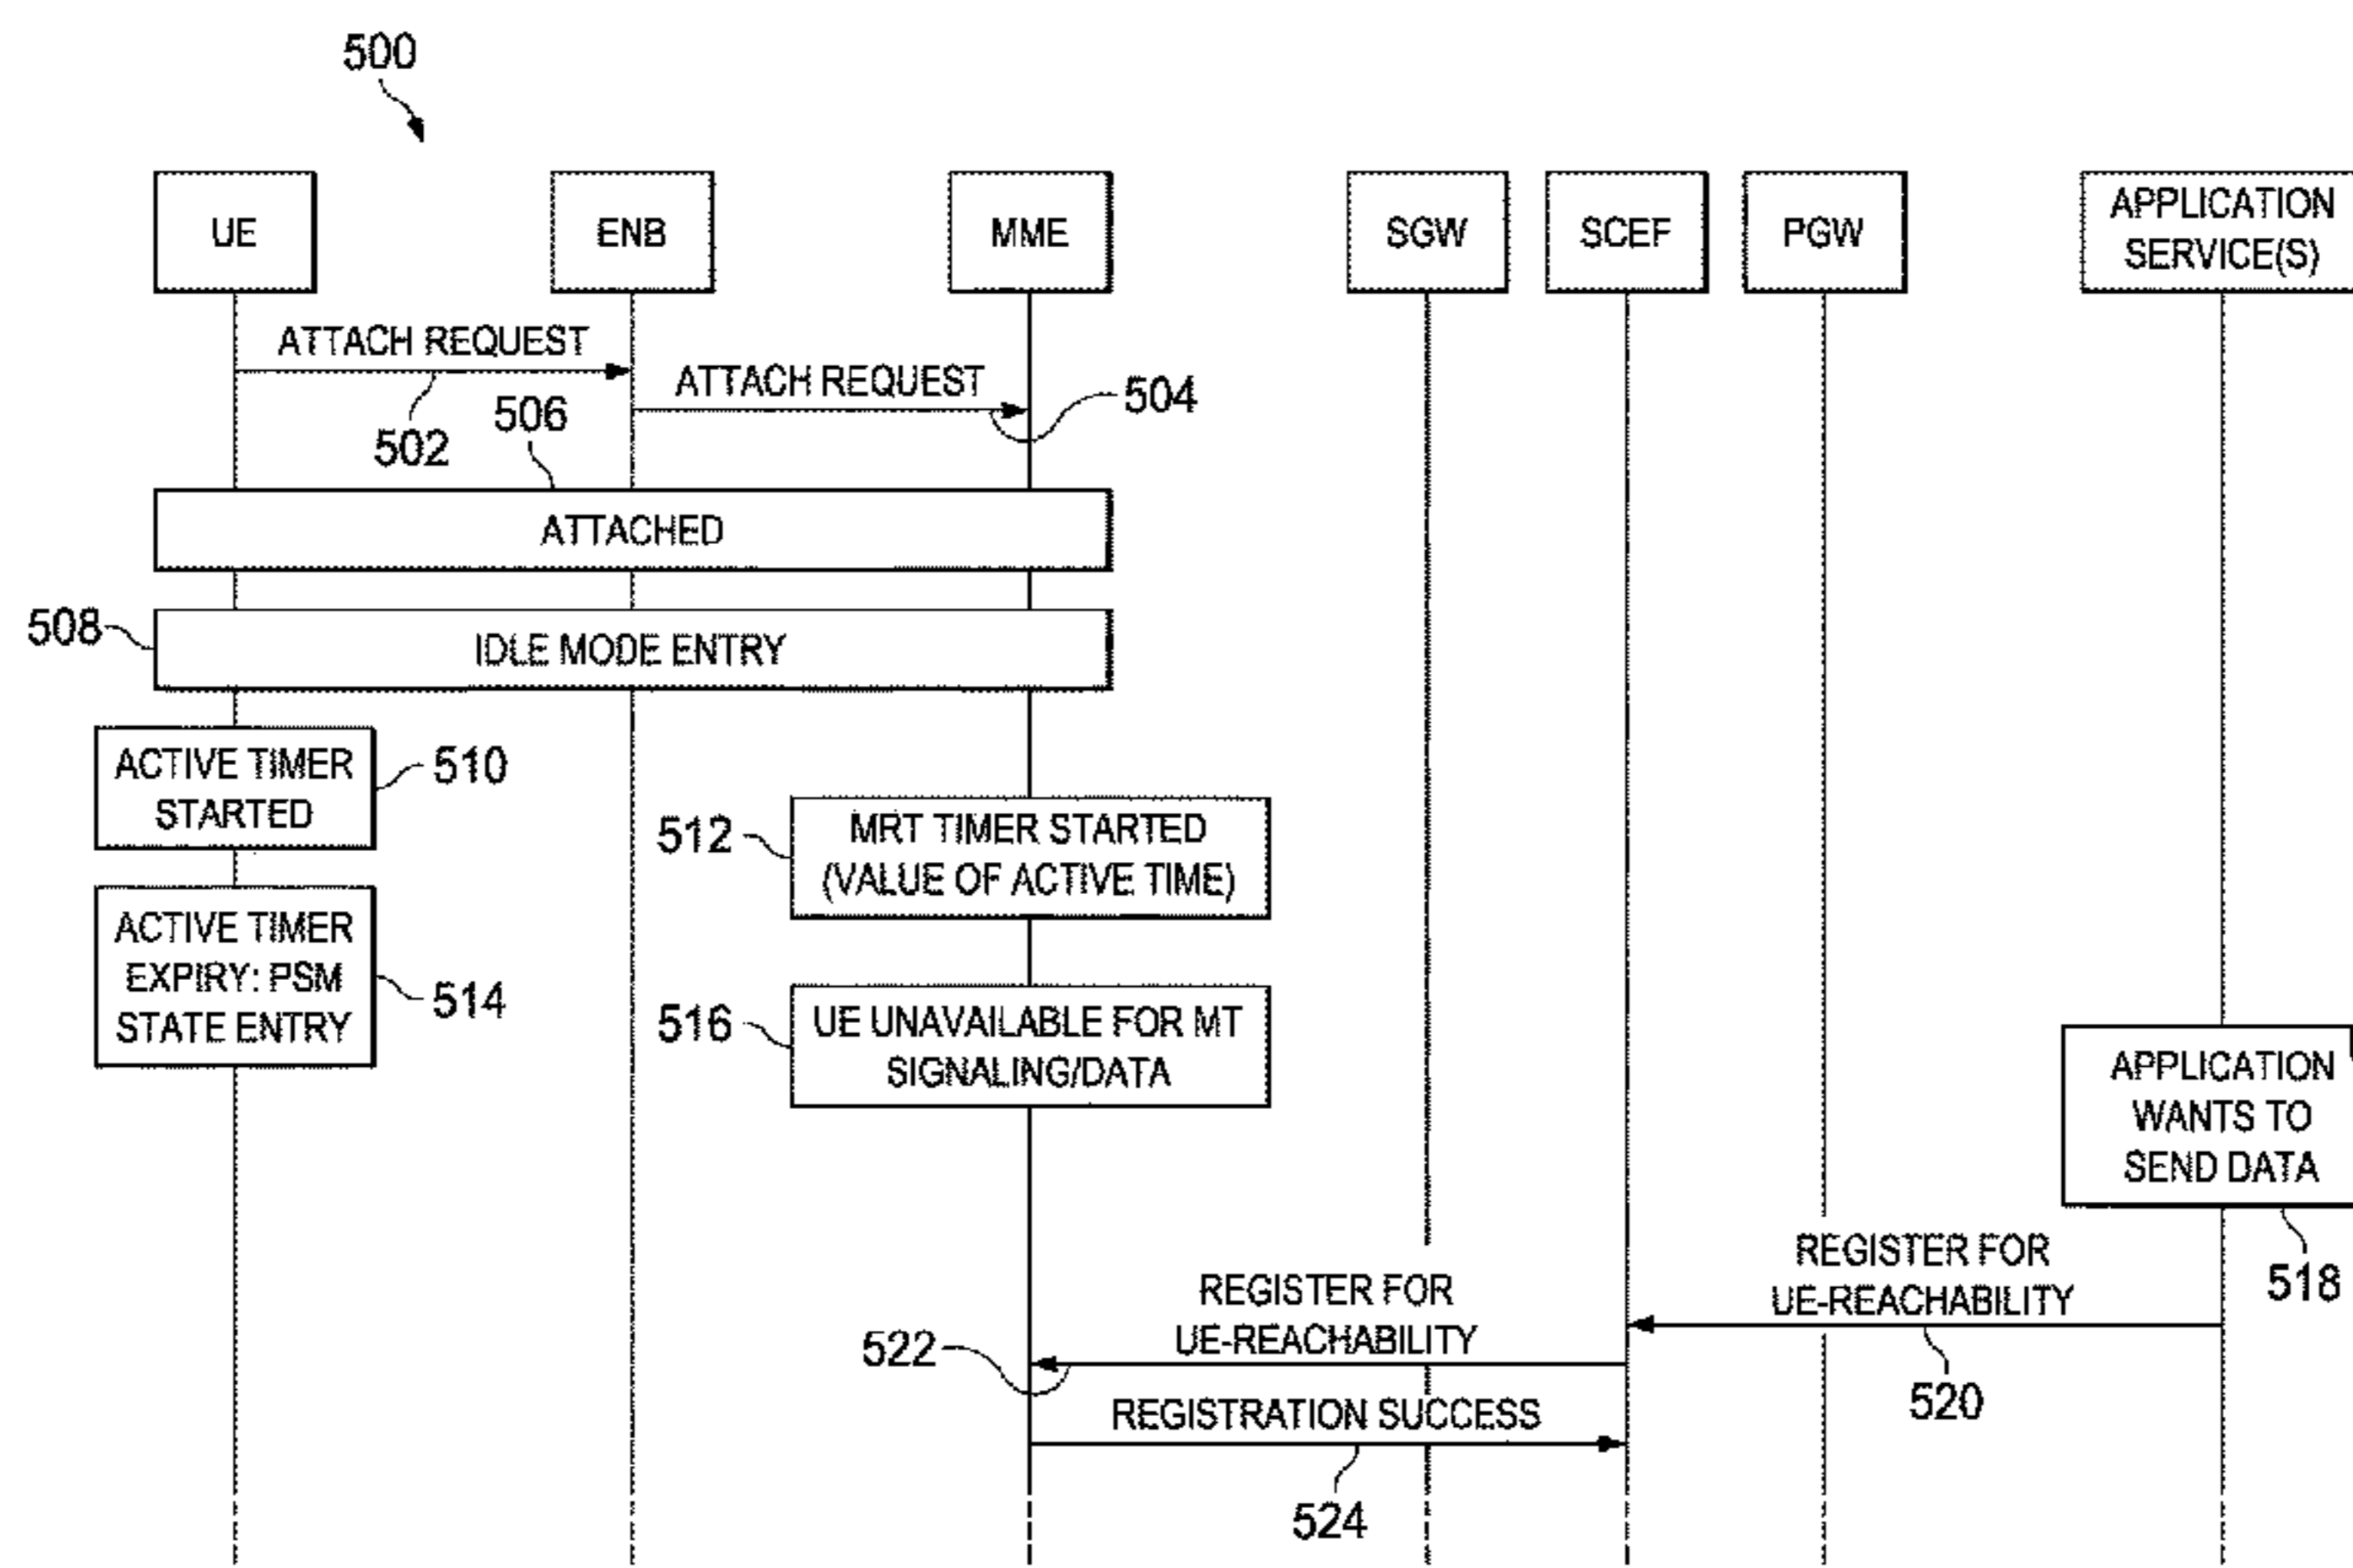 500
UE
ENB
MME
SGW
SCEF
PGW
APPLICATION
SERVICE(S)
ATTACH REQUEST
502
ATTACH REQUEST
504
506
ATTACHED
508
IDLE MODE ENTRY
ACTIVE TIMER
STARTED
510
512
MRT TIMER STARTED
(VALUE OF ACTIVE TIME)
ACTIVE TIMER
EXPIRY: PSM
STATE ENTRY
514
516
UE UNAVAILABLE FOR MT
SIGNALING/DATA
APPLICATION
WANTS TO
SEND DATA
518
REGISTER FOR
UE-REACHABILITY
520
REGISTER FOR
UE-REACHABILITY
522
REGISTRATION SUCCESS
524